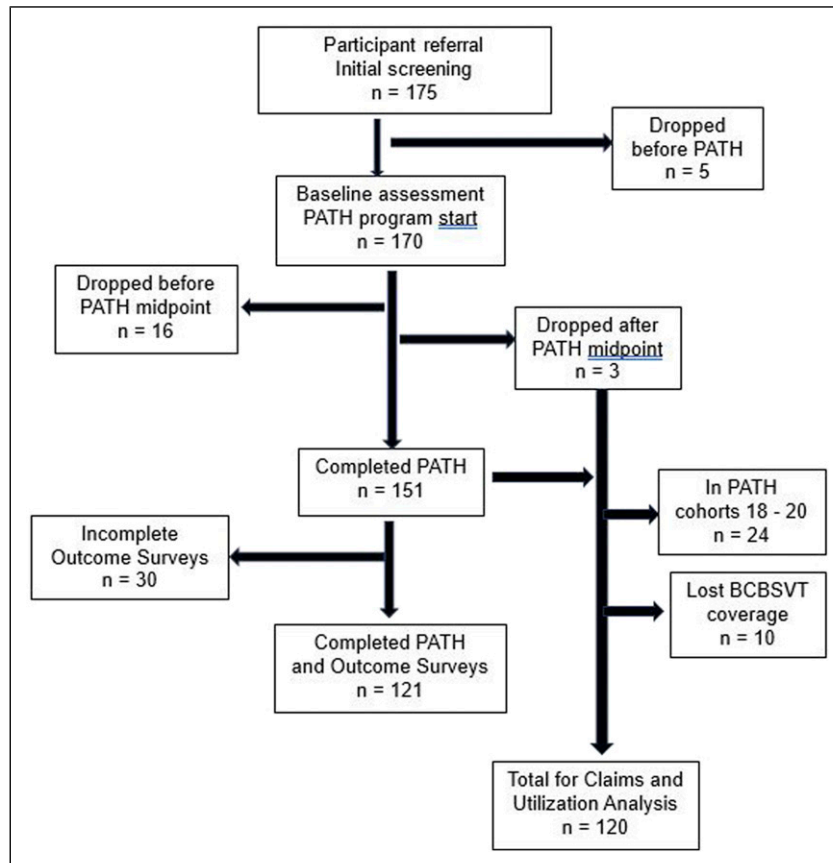 Participant referral
Initial screening
n = 175
Dropped
before PATH
n = 5
Baseline assessment
PATH program start
n = 170
Dropped before
PATH midpoint
n = 16
Dropped after
PATH midpoint
n = 3
Completed PATH
n = 151
In PATH
cohorts 18 - 20
n = 24
Incomplete
Outcome Surveys
n = 30
Lost BCBSVT
coverage
n = 10
Completed PATH
and Outcome Surveys
n = 121
Total for Claims and
Utilization Analysis
n = 120